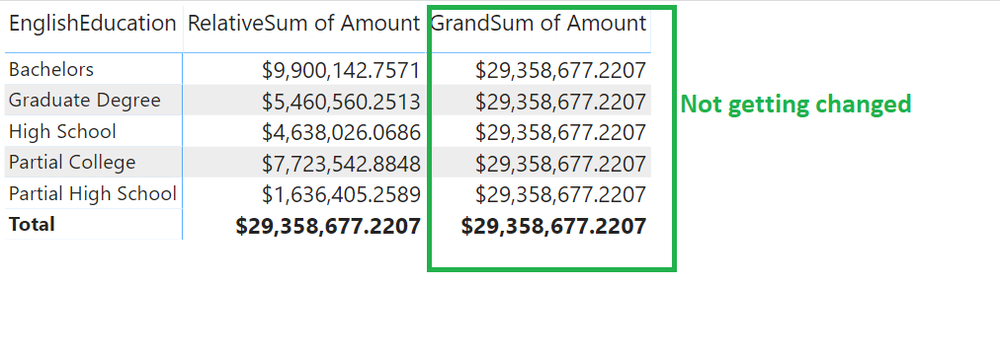 EnglishEducation RelativeSum of Amount GrandSum of Amount
Bachelors $9,900,142.7571 $29,358,677.2207
Graduate Degree $5,460,560.2513 $29,358,677.2207
Not getting changed
High School $4,638,026.0686 $29,358,677.2207
Partial College $7,723,542.8848 $29,358,677.2207
Partial High School $1,636,405.2589 $29,358,677.2207
Total $29,358,677.2207 $29,358,677.2207